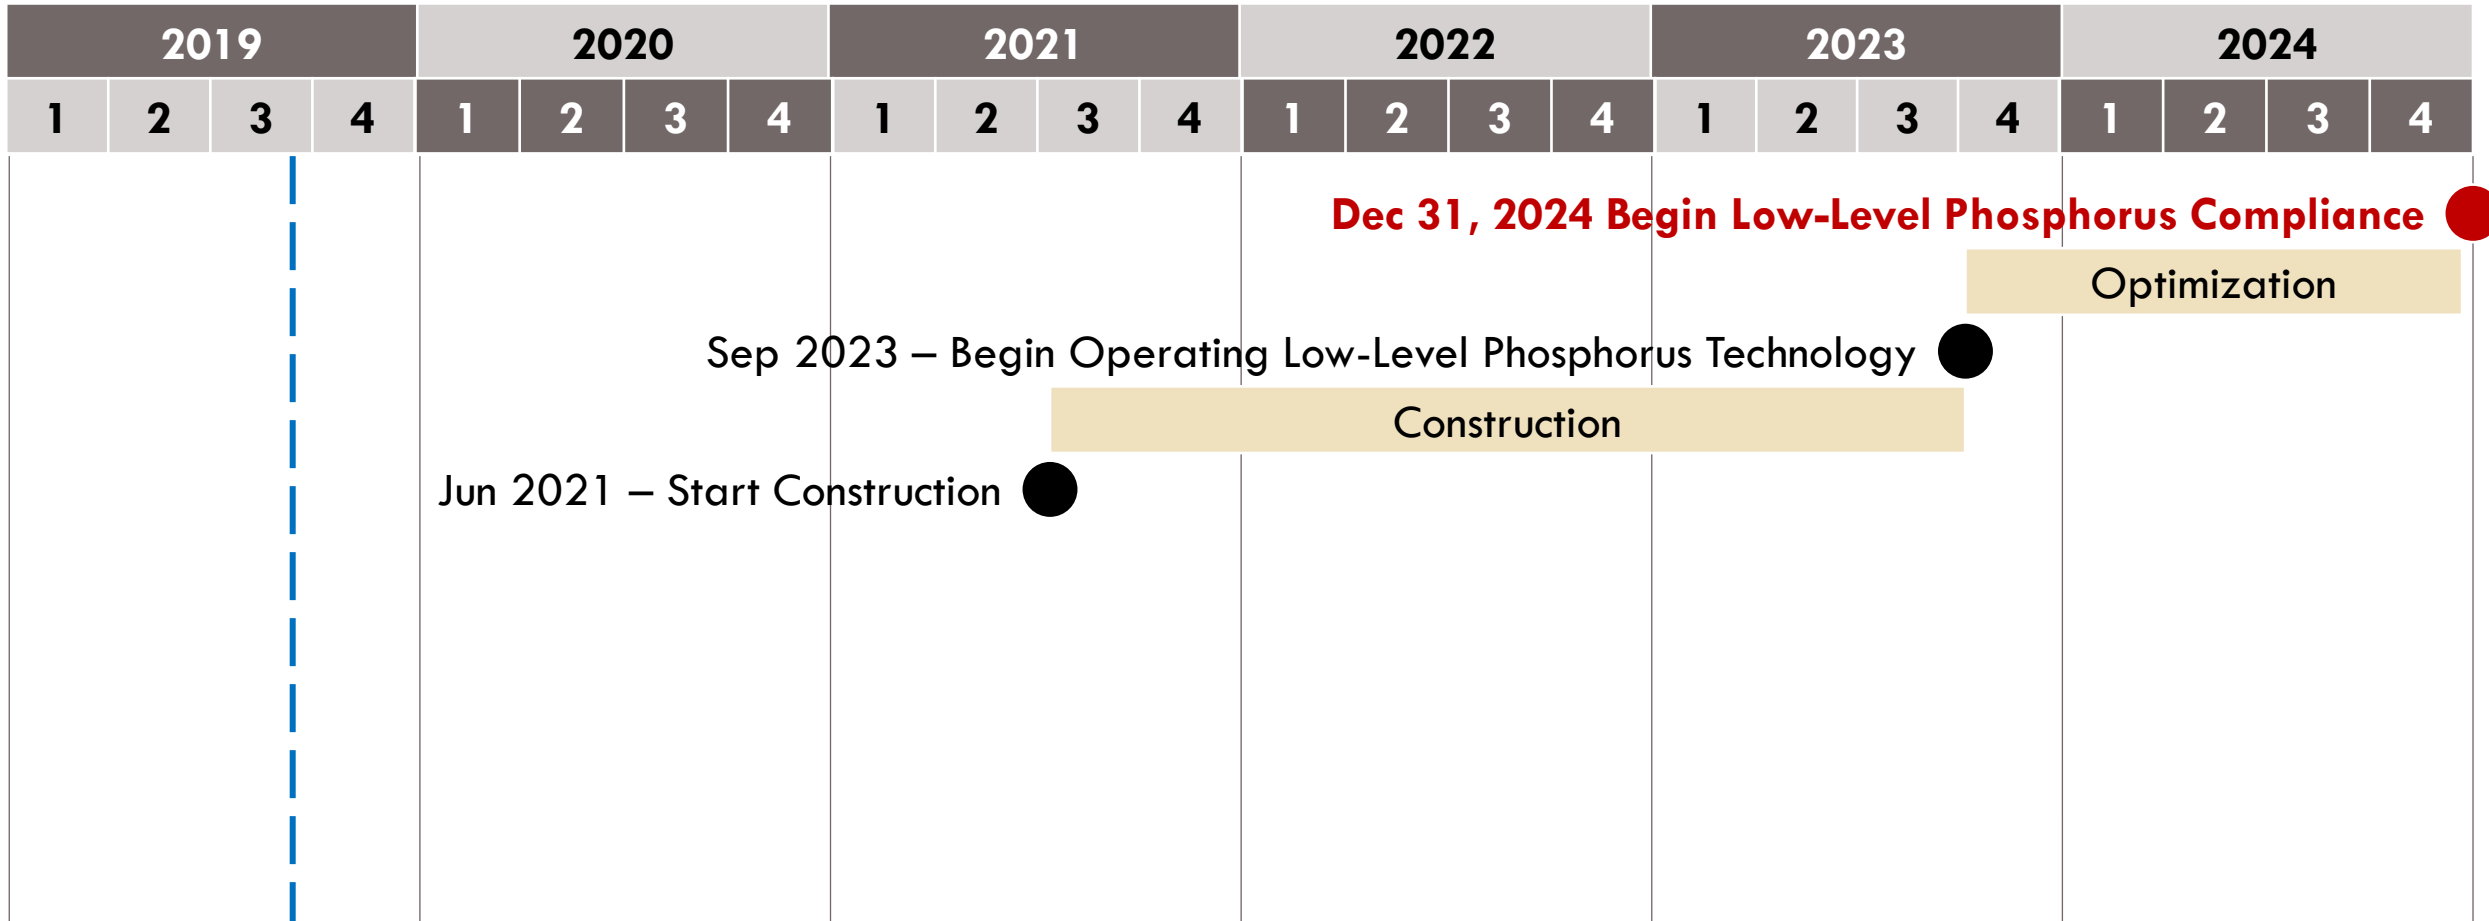 2019 2020 2021 2022 2023 2024
1 2 3 4 1 2 3 4 1 2 3 4 1 2 3 4 1 2 3 4 1 2 3 4
Dec 31, 2024 Begin Low-Level Phosphorus Compliance
Optimization
Sep 2023 – Begin Operating Low-Level Phosphorus Technology
Construction
Jun 2021 – Start Construction